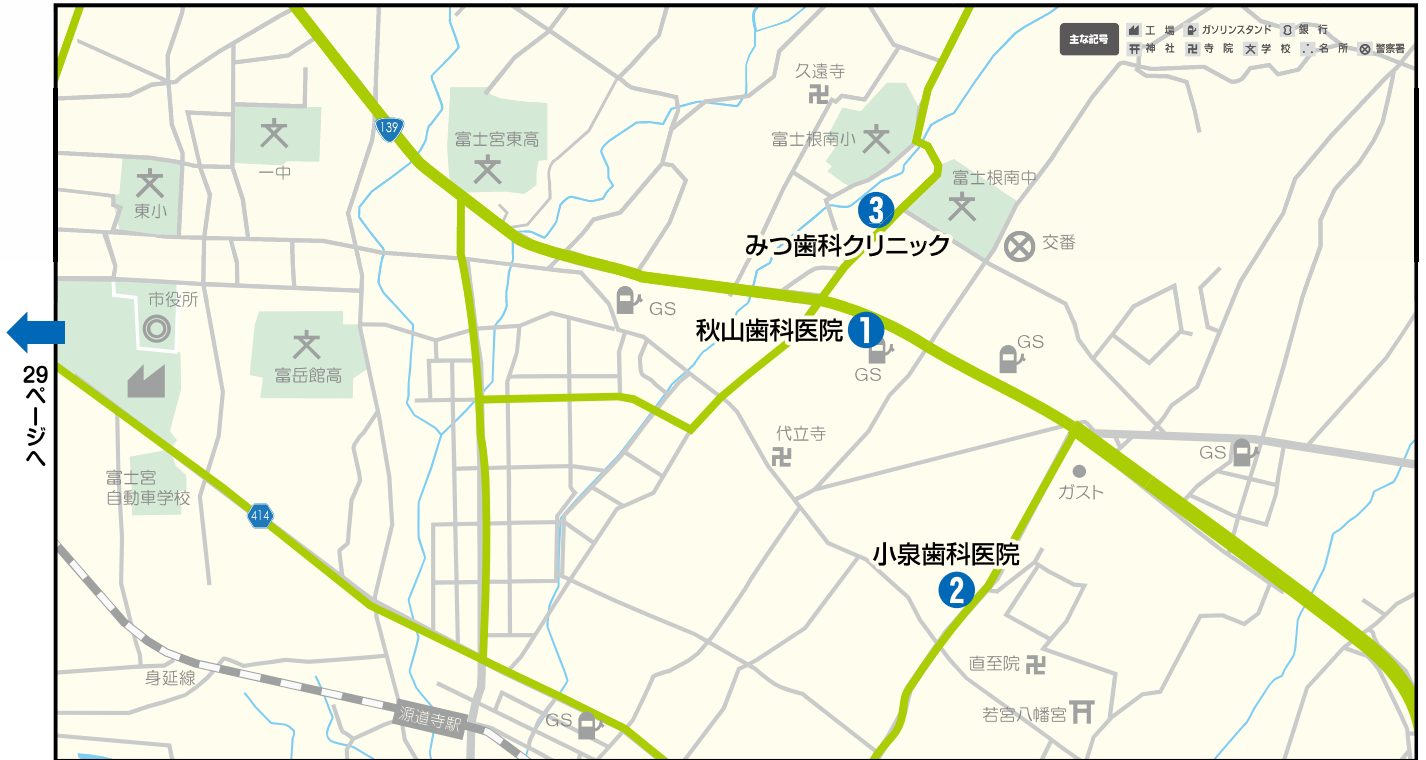 主な記号
工場 ガソリンスタンド 銀行
神社 寺院 学校 名所 警察署
久遠寺
139
富士宮東高
富士根南小
一中
富士根南中
東小
3
みつ歯科クリニック
交番
市役所
GS
秋山歯科医院
1
GS
GS
富岳館高
29ページへ
代立寺
GS
ガスト
富士宮
自動車学校
414
小泉歯科医院
2
直至院
身延線
若宮八幡宮
源道寺駅
GS